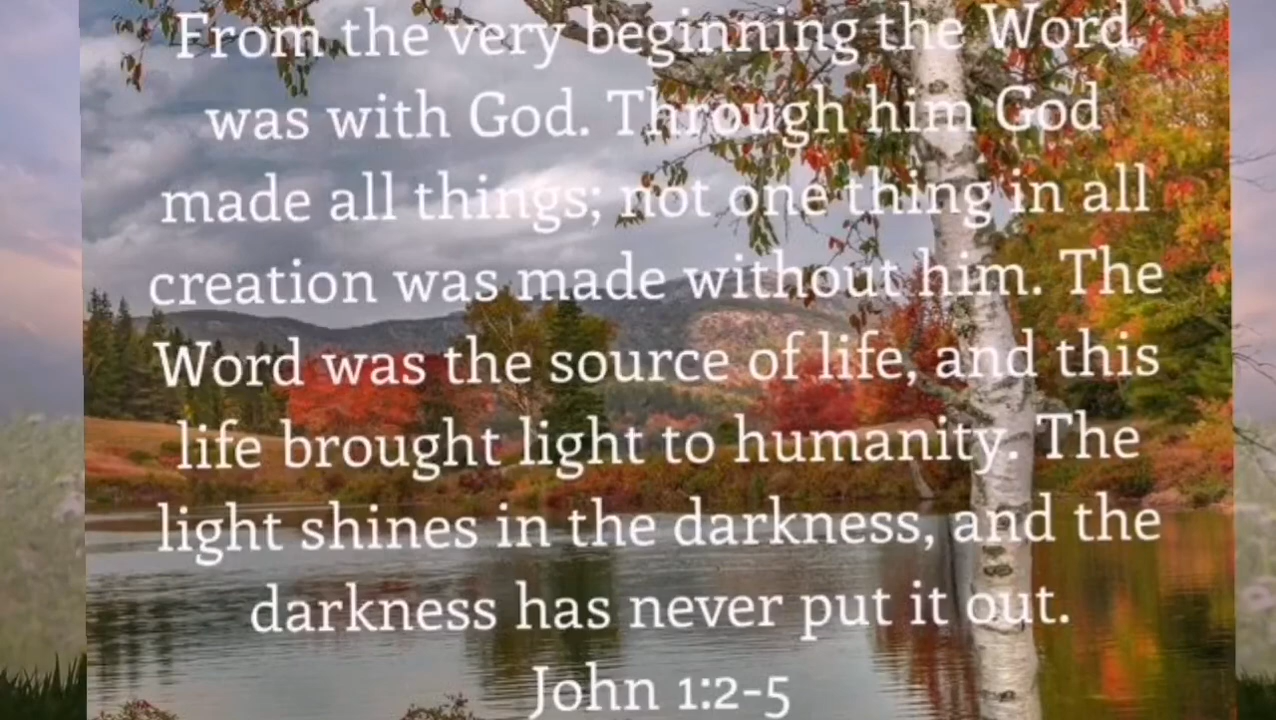 From the very beginning the Word
was with God. Through him God
made all things; not one thing in all
creation was made without him. The
Word was the source of life, and this
life brought light to humanity. The
light shines in the darkness, and the
darkness has never put it out.
John 1:2-5